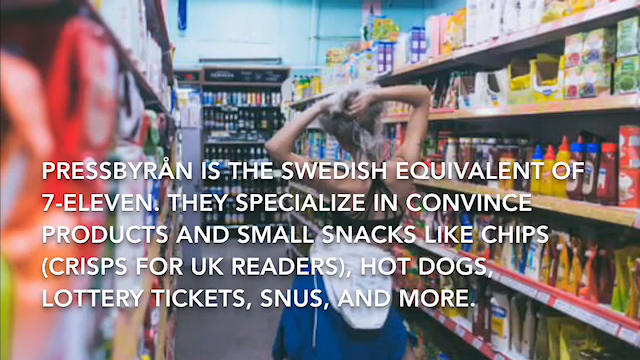 PRESSBYRÅN IS THE SWEDISH EQUIVALENT OF
7-ELEVEN. THEY SPECIALIZE IN CONVINCE
PRODUCTS AND SMALL SNACKS LIKE CHIPS
(CRISPS FOR UK READERS), HOT DOGS,
LOTTERY TICKETS, SNUS, AND MORE.